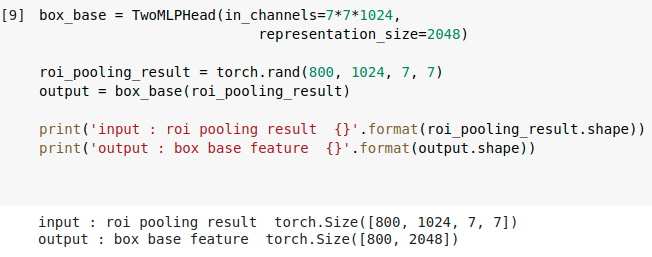 [9] box_base = TwoMLPHead(in_channels=7*7*1024,
representation_size=2048)
roi_pooling_result = torch.rand(800, 1024, 7, 7)
output = box_base(roi_pooling_result)
print('input : roi pooling result  {}'.format(roi_pooling_result.shape))
print('output : box base feature  {}'.format(output.shape))
input : roi pooling result  torch.Size([800, 1024, 7, 7])
output : box base feature  torch.Size([800, 2048])